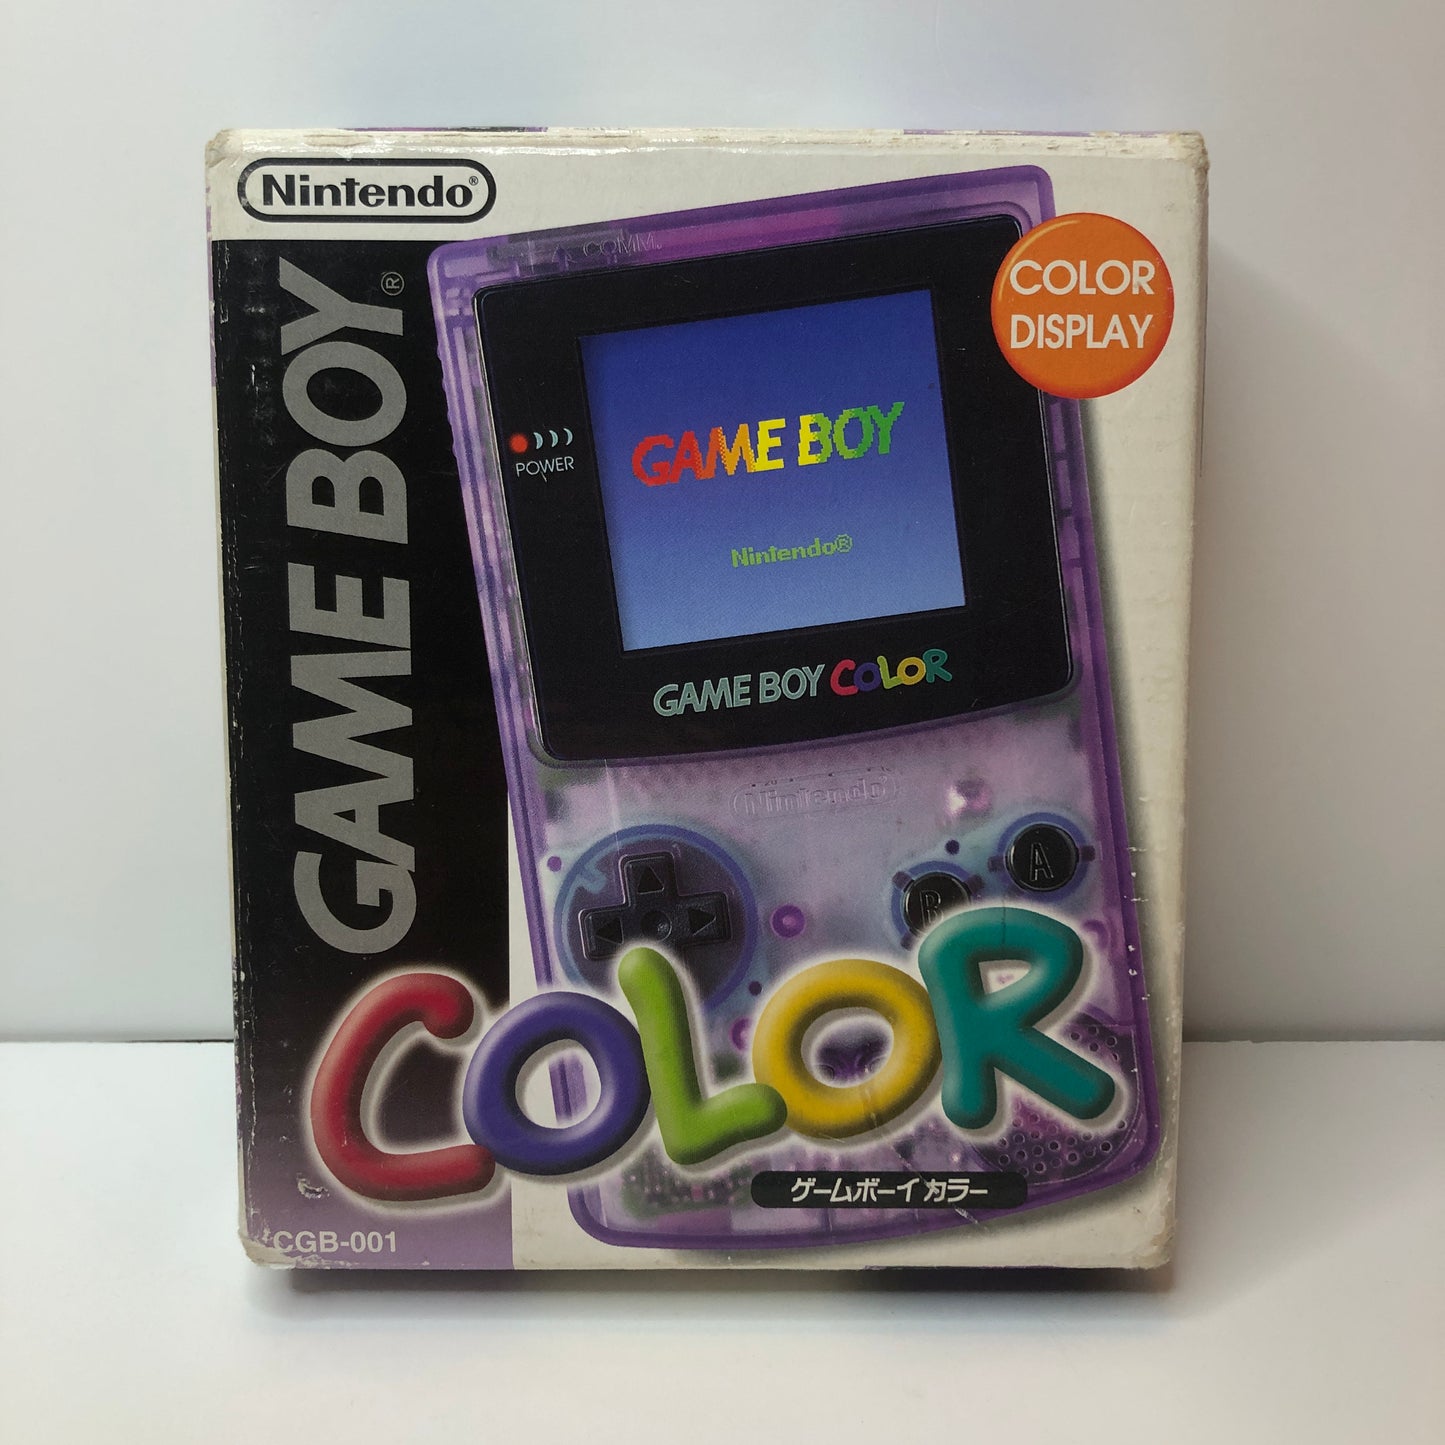 Nintendo®
GAME BOY®
COMM.
COLOR
DISPLAY
GAME BOY
POWER
Nintendo®
GAME BOY COLOR
Nintendo
A
B
COLOR
ゲームボーイ カラー
CGB-001